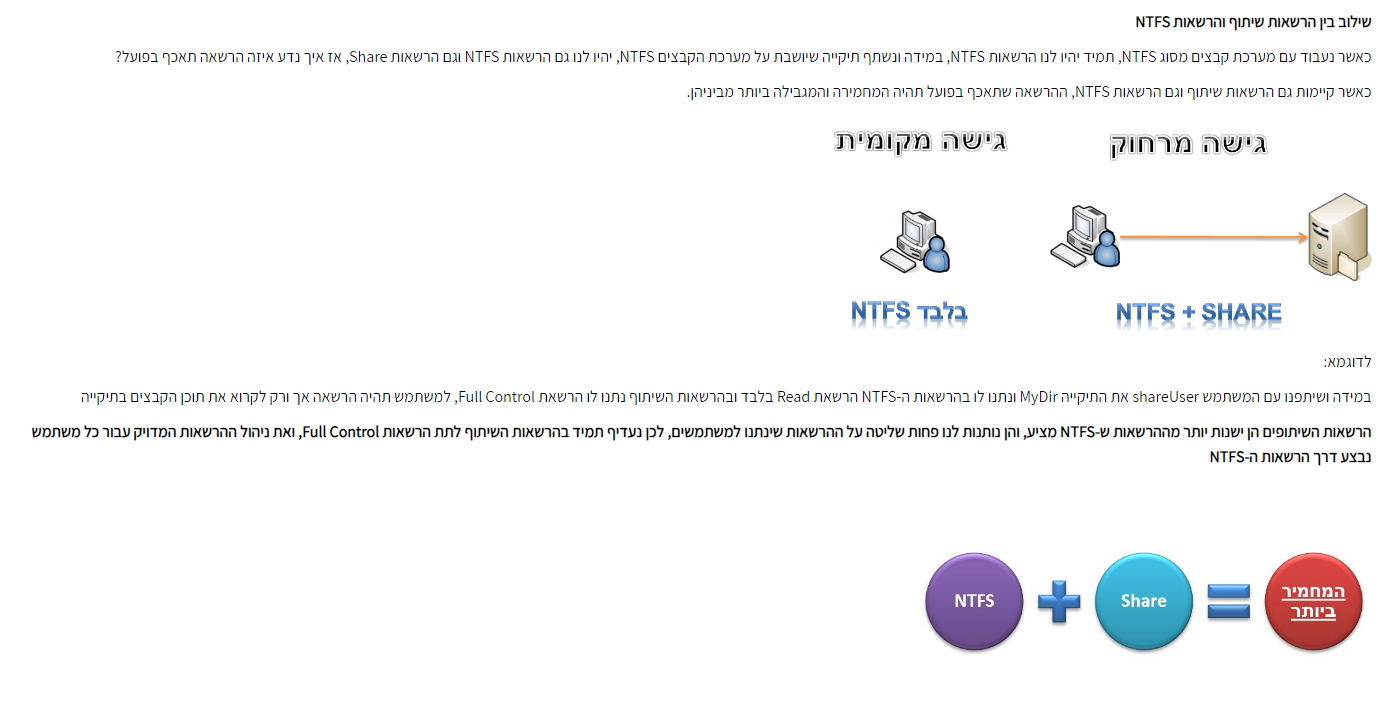 שילוב בין הרשאות שיתוף והרשאות NTFS
כאשר נעבוד עם מערכת קבצים מסוג NTFS, תמיד יהיו לנו הרשאות NTFS, במידה ונשתף תיקייה שיושבת על מערכת הקבצים NTFS, יהיו לנו גם הרשאות NTFS וגם הרשאות Share, אז איך נדע איזה הרשאה תאכף בפועל?
כאשר קיימות גם הרשאות שיתוף וגם הרשאות NTFS, ההרשאה שתאכף בפועל תהיה המחמירה והמגבילה ביותר מביניהן.
גישה מרחוק
גישה מקומית
NTFS + SHARE
NTFS בלבד
לדוגמא:
במידה ושיתפנו עם המשתמש shareUser את התיקייה MyDir ונתנו לו בהרשאות ה-NTFS הרשאת Read בלבד ובהרשאות השיתוף נתנו לו הרשאת Full Control, למשתמש תהיה הרשאה אך ורק לקרוא את תוכן הקבצים בתיקייה
הרשאות השיתופים הן ישנות יותר מההרשאות ש-NTFS מציע, והן נותנות לנו פחות שליטה על ההרשאות שינתנו למשתמשים, לכן נעדיף תמיד בהרשאות השיתוף לתת הרשאות Full Control, ואת ניהול ההרשאות המדויק עבור כל משתמש
נבצע דרך הרשאות ה-NTFS
NTFS
Share
המחמיר
ביותר